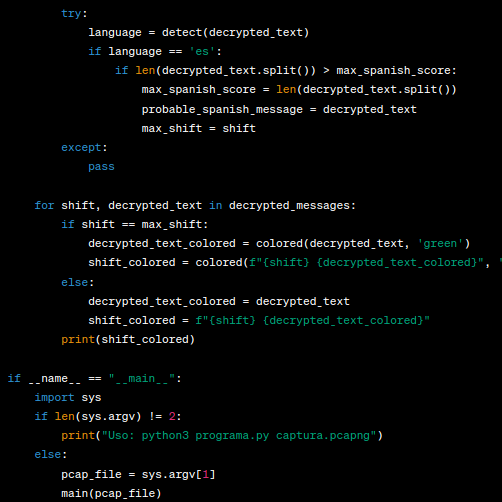 try:
language = detect(decrypted_text)
if language == 'es':
if len(decrypted_text.split()) > max_spanish_score:
max_spanish_score = len(decrypted_text.split())
probable_spanish_message = decrypted_text
max_shift = shift
except:
pass
for shift, decrypted_text in decrypted_messages:
if shift == max_shift:
decrypted_text_colored = colored(decrypted_text, 'green')
shift_colored = colored(f"{shift} {decrypted_text_colored}", '
else:
decrypted_text_colored = decrypted_text
shift_colored = f"{shift} {decrypted_text_colored}"
print(shift_colored)
if __name__ == "__main__":
import sys
if len(sys.argv) != 2:
print("Uso: python3 programa.py captura.pcapng")
else:
pcap_file = sys.argv[1]
main(pcap_file)